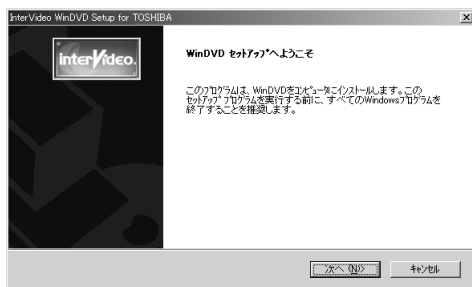 InterVideo WinDVD Setup for TOSHIBA
InterVideo.
WinDVD ｾｯﾄｱｯﾌﾟへようこそ
このﾌﾟﾛｸﾞﾗﾑは、WinDVDをｺﾝﾋﾟｭｰﾀにｲﾝｽﾄｰﾙします。この
ｾｯﾄｱｯﾌﾟ ﾌﾟﾛｸﾞﾗﾑを実行する前に、すべてのWindowsﾌﾟﾛｸﾞﾗﾑを
終了することを推奨します。
次へ (N)>
ｷｬﾝｾﾙ